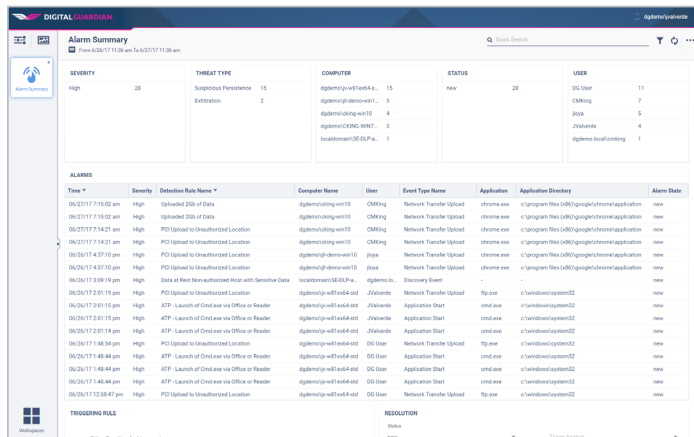 DIGITAL GUARDIAN
dgdemo\jvalverde
Alarm Summary
From 6/26/17 11:36 am To 6/27/17 11:36 am
Quick Search
Alarm Summary
SEVERITY THREAT TYPE COMPUTER STATUS USER
High 28 Suspicious Persistence 15 dgdemo\jv-w81ex64-s... 15 new 28 DG User 11
Exfiltration 2 dgdemo\jll-demo-win1... 5 CMKing 7
dgdemo\cking-win10 4 jloya 5
dgdemo\CKING-WIN7... 3 JValverde 4
localdomain\SE-DLP-a... 1 dgdemo.local\cmking 1
ALARMS
Time Severity Detection Rule Name Computer Name User Event Type Name Application Application Directory Alarm State
06/27/17 7:15:02 am High Uploaded 2Gb of Data dgdemo\cking-win10 CMKing Network Transfer Upload chrome.exe c:\program files (x86)\google\chrome\application new
06/27/17 7:15:02 am High Uploaded 2Gb of Data dgdemo\cking-win10 CMKing Network Transfer Upload chrome.exe c:\program files (x86)\google\chrome\application new
06/27/17 7:14:21 am High PCI Upload to Unauthorized Location dgdemo\cking-win10 CMKing Network Transfer Upload chrome.exe c:\program files (x86)\google\chrome\application new
06/27/17 7:14:21 am High PCI Upload to Unauthorized Location dgdemo\cking-win10 CMKing Network Transfer Upload chrome.exe c:\program files (x86)\google\chrome\application new
06/26/17 4:37:10 pm High PCI Upload to Unauthorized Location dgdemo\jll-demo-win10 jloya Network Transfer Upload chrome.exe c:\program files (x86)\google\chrome\application new
06/26/17 4:27:10 pm High PCI Upload to Unauthorized Location dgdemo\jll-demo-win10 jloya Network Transfer Upload chrome.exe c:\program files (x86)\google\chrome\application new
06/26/17 3:09:19 pm High Data at Rest Non-authorized Host with Sensitive Data localdomain\SE-DLP-a... dgdemo.lo... Discovery Event - - new
06/26/17 2:01:19 pm High PCI Upload to Unauthorized Location dgdemo\jv-w81ex64-std JValverde Network Transfer Upload ftp.exe c:\windows\system32 new
06/26/17 2:01:15 pm High ATP - Launch of Cmd.exe via Office or Reader dgdemo\jv-w81ex64-std JValverde Application Start cmd.exe c:\windows\system32 new
06/26/17 2:01:15 pm High ATP - Launch of Cmd.exe via Office or Reader dgdemo\jv-w81ex64-std JValverde Application Start cmd.exe c:\windows\system32 new
06/26/17 2:01:14 pm High ATP - Launch of Cmd.exe via Office or Reader dgdemo\jv-w81ex64-std JValverde Application Start cmd.exe c:\windows\system32 new
06/26/17 1:48:54 pm High PCI Upload to Unauthorized Location dgdemo\jv-w81ex64-std DG User Network Transfer Upload ftp.exe c:\windows\system32 new
06/26/17 1:48:44 pm High ATP - Launch of Cmd.exe via Office or Reader dgdemo\jv-w81ex64-std DG User Application Start cmd.exe c:\windows\system32 new
06/26/17 1:48:44 pm High ATP - Launch of Cmd.exe via Office or Reader dgdemo\jv-w81ex64-std DG User Application Start cmd.exe c:\windows\system32 new
06/26/17 1:48:44 pm High ATP - Launch of Cmd.exe via Office or Reader dgdemo\jv-w81ex64-std DG User Application Start cmd.exe c:\windows\system32 new
06/26/17 12:58:47 pm High PCI Upload to Unauthorized Location dgdemo\jv-w81ex64-std DG User Network Transfer Upload ftp.exe c:\windows\system32 new
TRIGGERING RULE RESOLUTION
Status
Workspaces